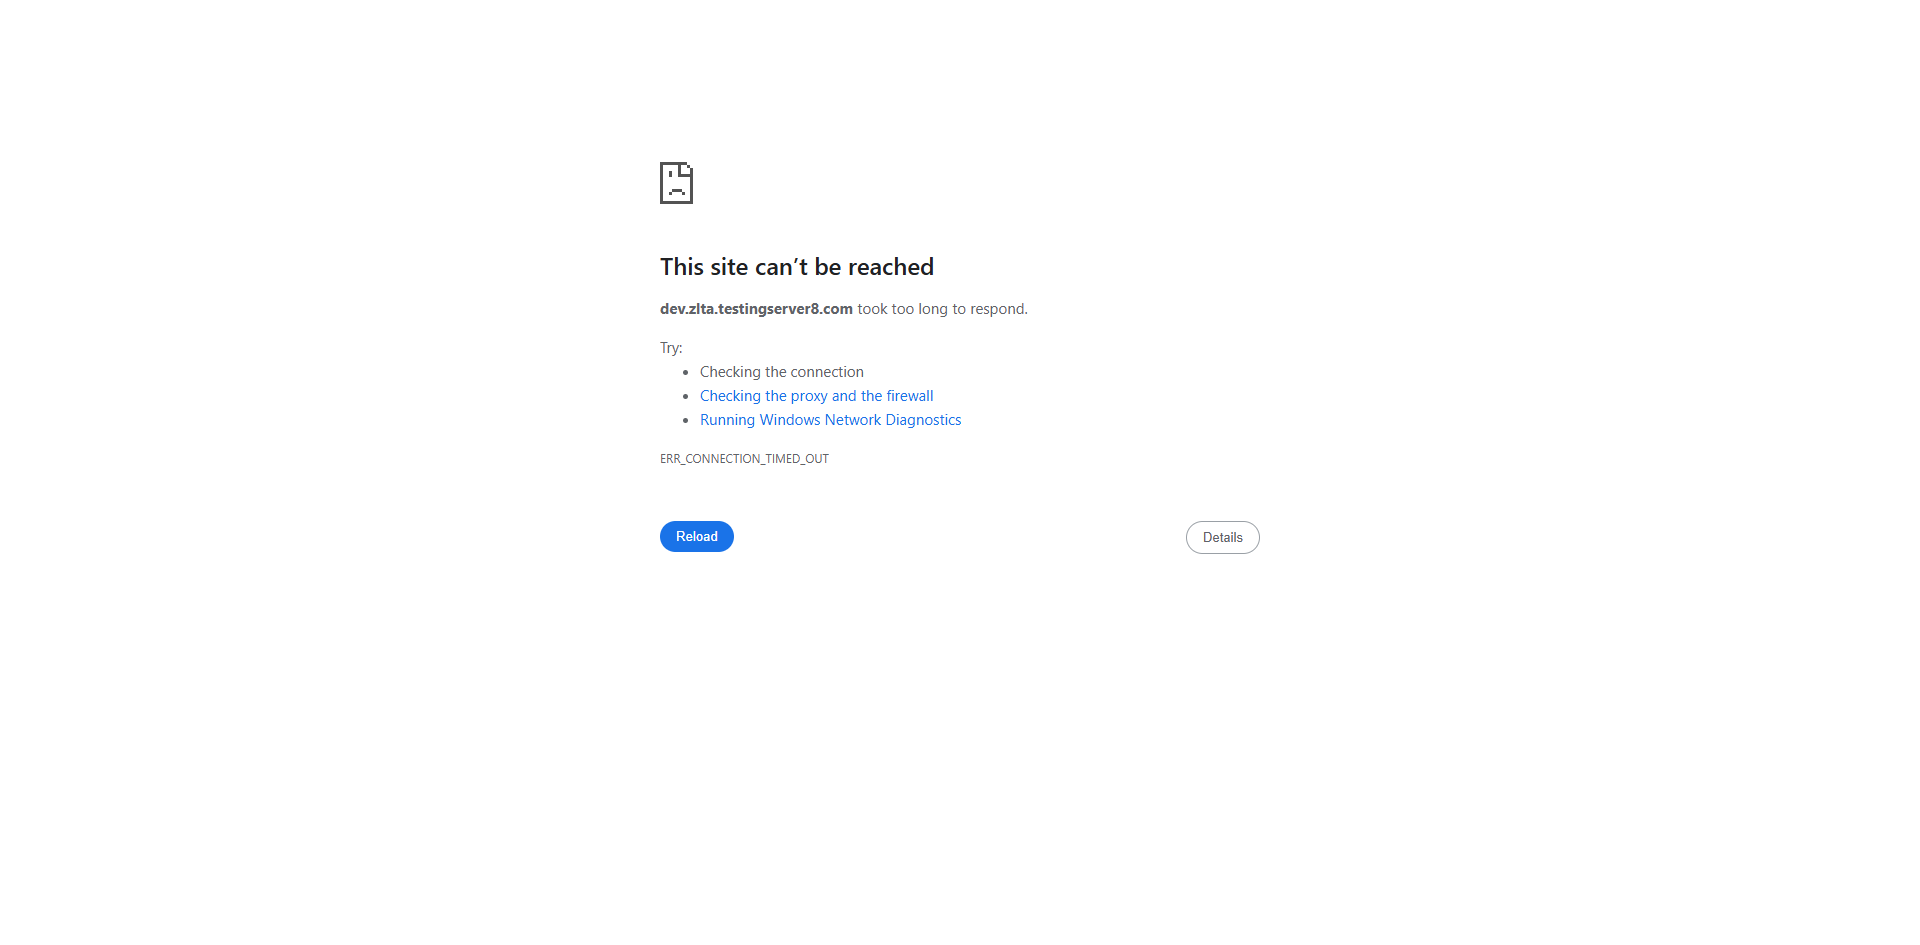 This site can’t be reached
dev.zlta.testingserver8.com took too long to respond.
Try:
Checking the connection
Checking the proxy and the firewall
Running Windows Network Diagnostics
ERR_CONNECTION_TIMED_OUT
Reload
Details